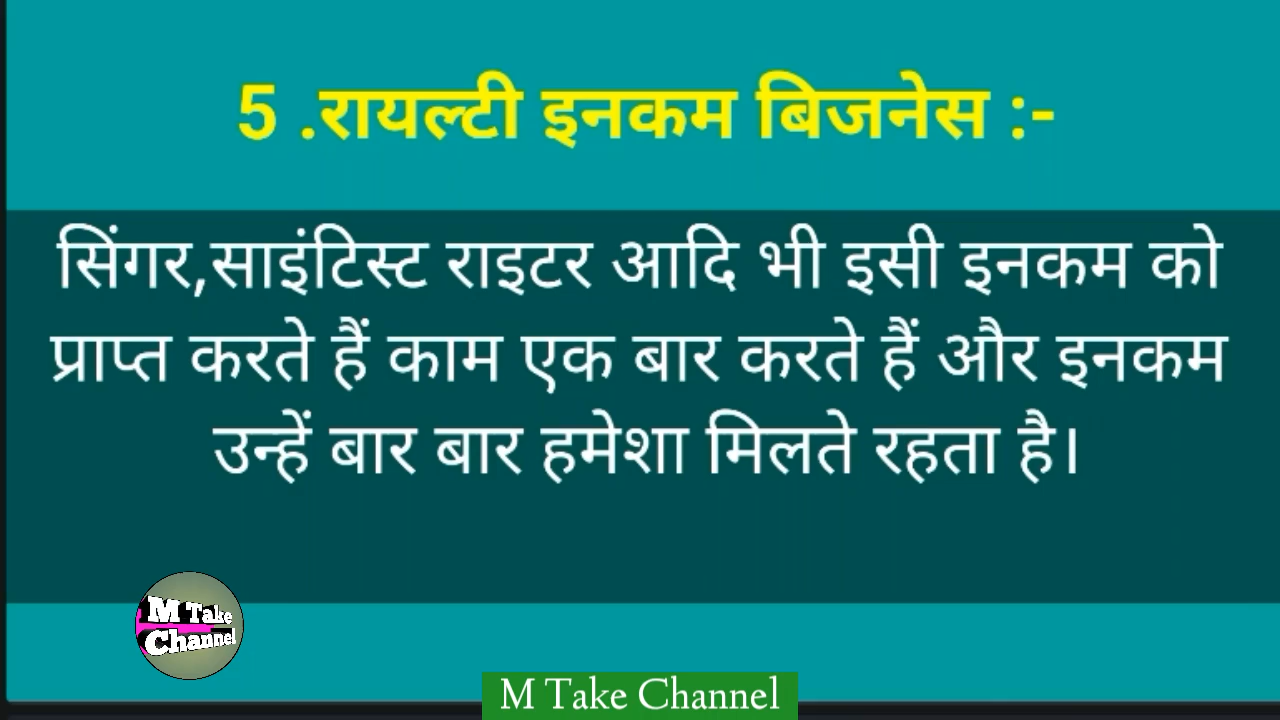 5 .रायल्टी इनकम बिजनेस :-
सिंगर,साइंटिस्ट राइटर आदि भी इसी इनकम को
प्राप्त करते हैं काम एक बार करते हैं और इनकम
उन्हें बार बार हमेशा मिलते रहता है।
M Take
Channel
M Take Channel